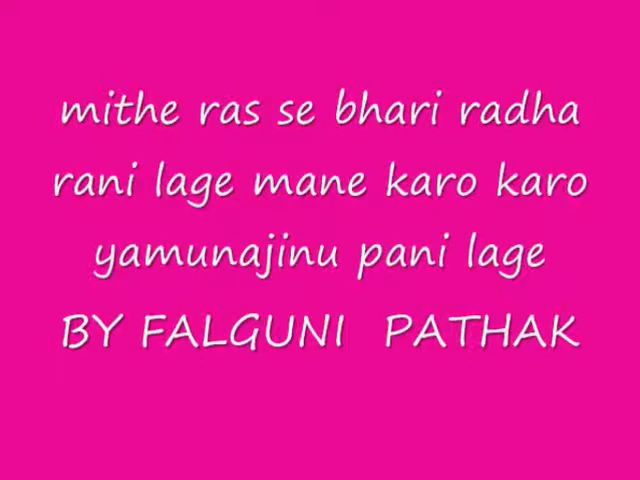 mithe ras se bhari radha
rani lage mane karo karo
yamunajinu pani lage
BY FALGUNI PATHAK